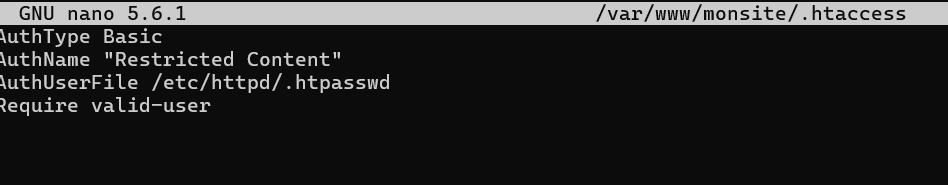 GNU nano 5.6.1 /var/www/monsite/.htaccess
AuthType Basic
AuthName "Restricted Content"
AuthUserFile /etc/httpd/.htpasswd
Require valid-user